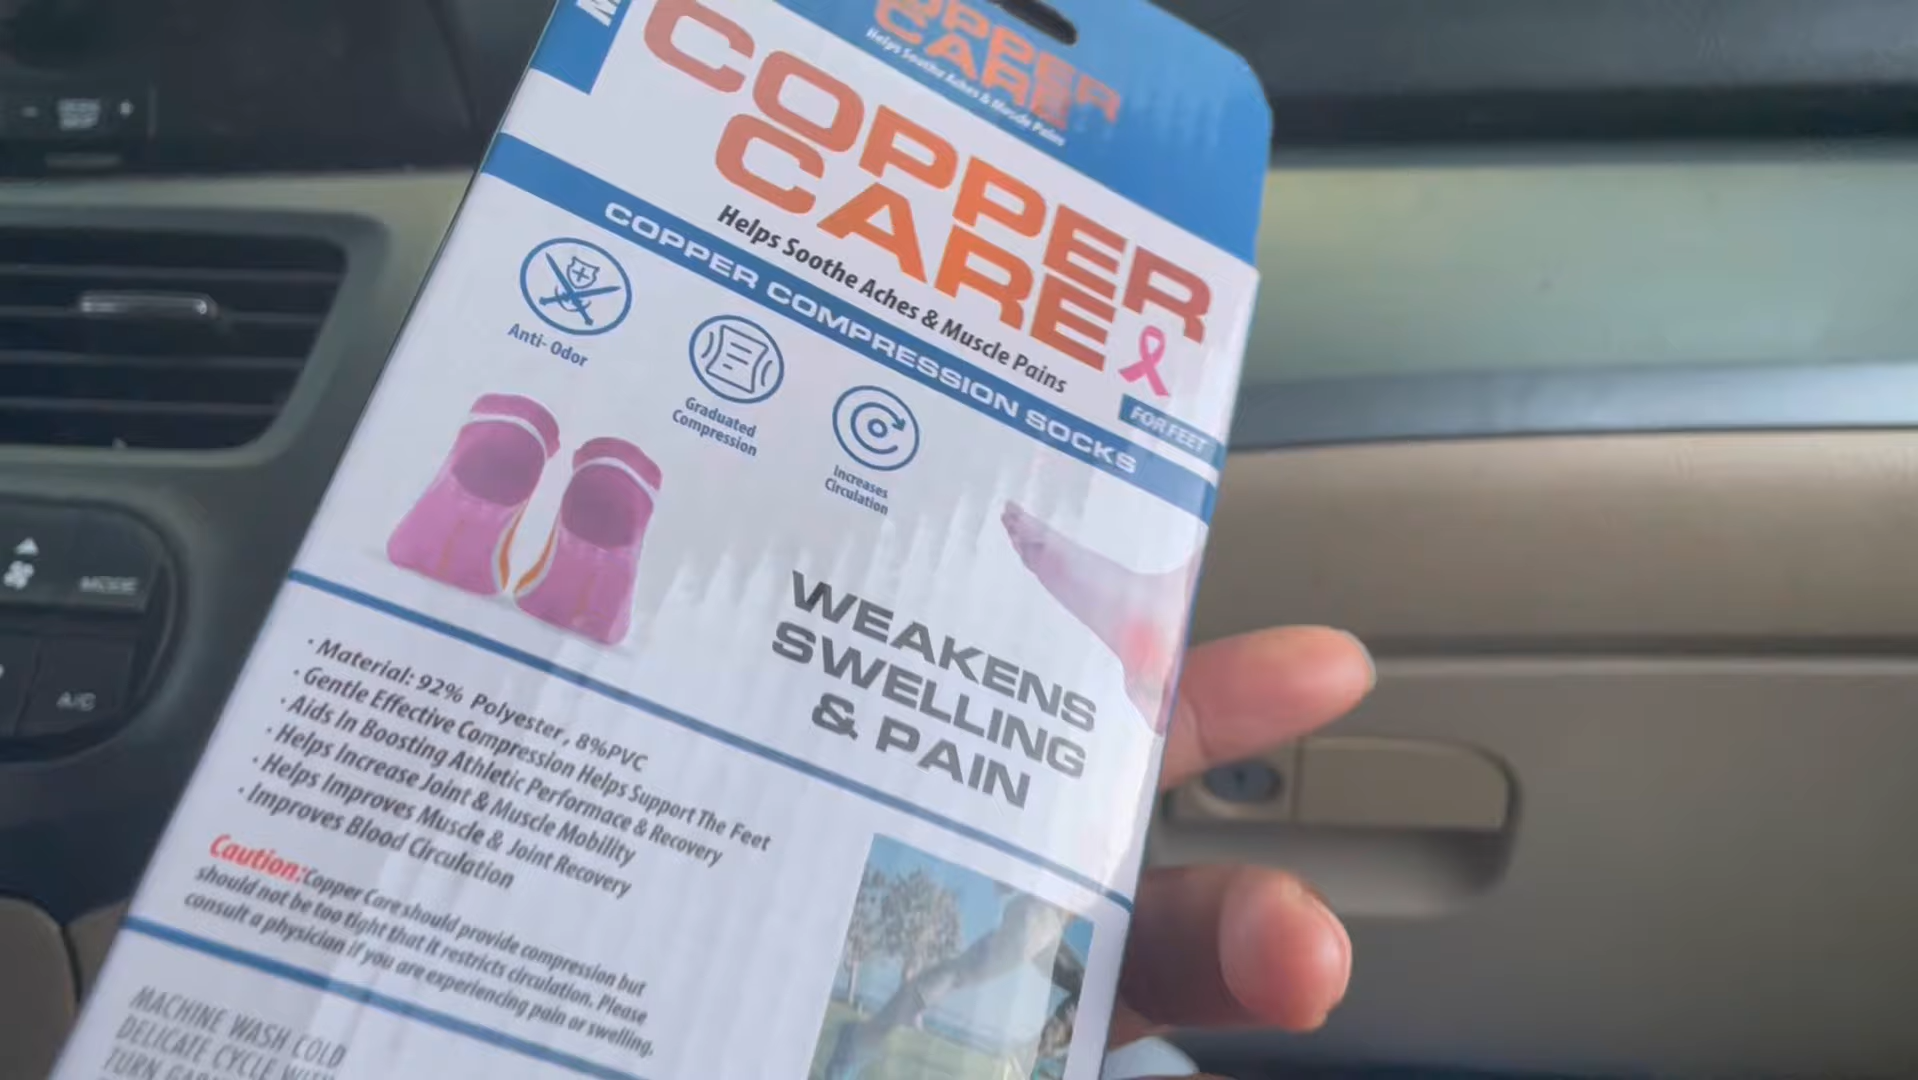 COPPER
CARE
Helps Soothe Aches & Muscle Pains
COPPER
CARE
Helps Soothe Aches & Muscle Pains
FOR FEET
COPPER COMPRESSION SOCKS
Anti-Odor
Graduated
Compression
Increases
Circulation
WEAKENS
SWELLING
& PAIN
· Material: 92% Polyester, 8%PVC
· Gentle Effective Compression Helps Support The Feet
· Aids In Boosting Athletic Performace & Recovery
· Helps Increase Joint & Muscle Mobility
· Helps Improves Muscle & Joint Recovery
· Improves Blood Circulation
Caution: Copper Care should provide compression but
should not be too tight that it restricts circulation. Please
consult a physician if you are experiencing pain or swelling.
MACHINE WASH COLD
DELICATE CYCLE WITH
TURN
MODE
A/C